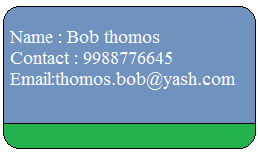 Name : Bob thomos
Contact : 9988776645
Email:thomos.bob@yash.com